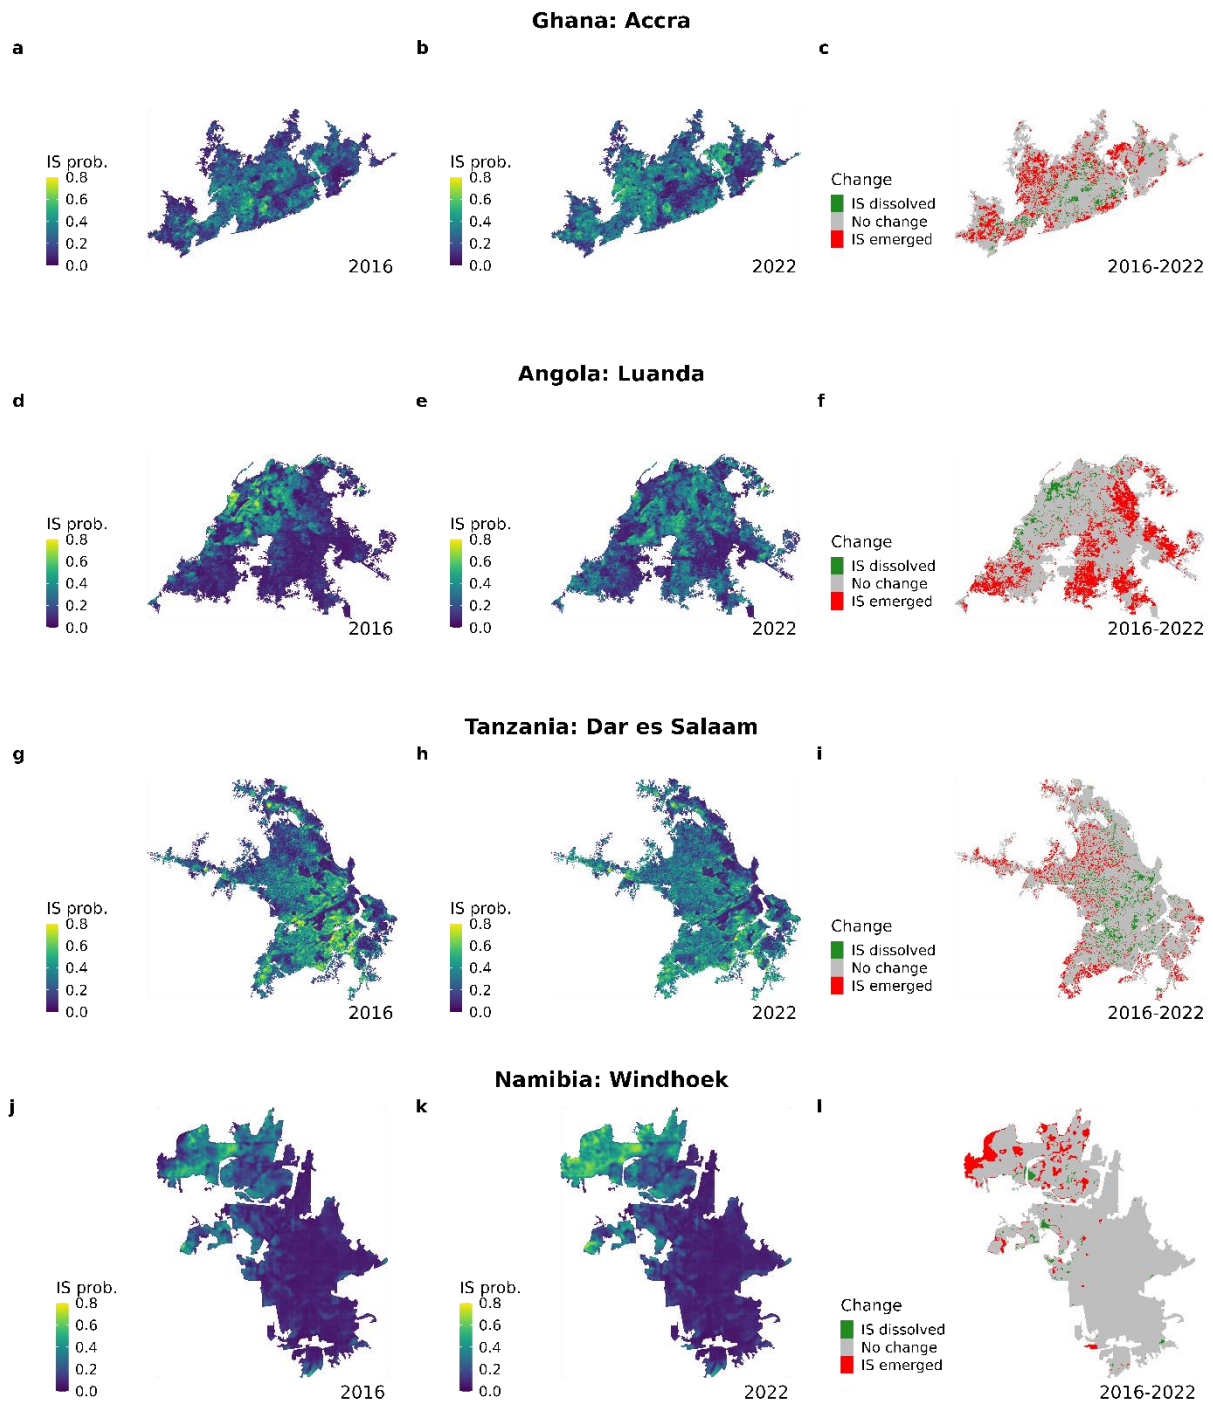 Ghana: Accra
a
b
c
IS prob.
0.8
0.6
0.4
0.2
0.0
2016
IS prob.
0.8
0.6
0.4
0.2
0.0
2022
Change
IS dissolved
No change
IS emerged
2016-2022
Angola: Luanda
d
e
f
IS prob.
0.8
0.6
0.4
0.2
0.0
2016
IS prob.
0.8
0.6
0.4
0.2
0.0
2022
Change
IS dissolved
No change
IS emerged
2016-2022
Tanzania: Dar es Salaam
g
h
i
IS prob.
0.8
0.6
0.4
0.2
0.0
2016
IS prob.
0.8
0.6
0.4
0.2
0.0
2022
Change
IS dissolved
No change
IS emerged
2016-2022
Namibia: Windhoek
j
k
l
IS prob.
0.8
0.6
0.4
0.2
0.0
2016
IS prob.
0.8
0.6
0.4
0.2
0.0
2022
Change
IS dissolved
No change
IS emerged
2016-2022